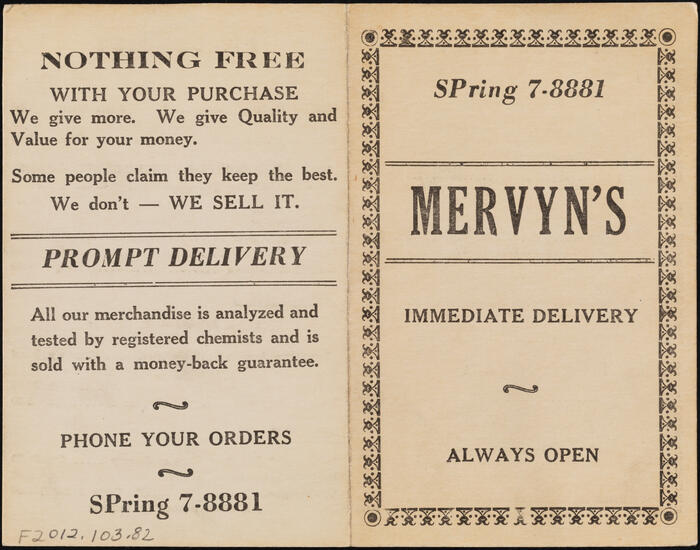 NOTHING FREE
WITH YOUR PURCHASE
We give more. We give Quality and
Value for your money.
Some people claim they keep the best.
We don't — WE SELL IT.
PROMPT DELIVERY
All our merchandise is analyzed and
tested by registered chemists and is
sold with a money-back guarantee.
PHONE YOUR ORDERS
SPring 7-8881
F2012.103.82
SPring 7-8881
MERVYN'S
IMMEDIATE DELIVERY
ALWAYS OPEN